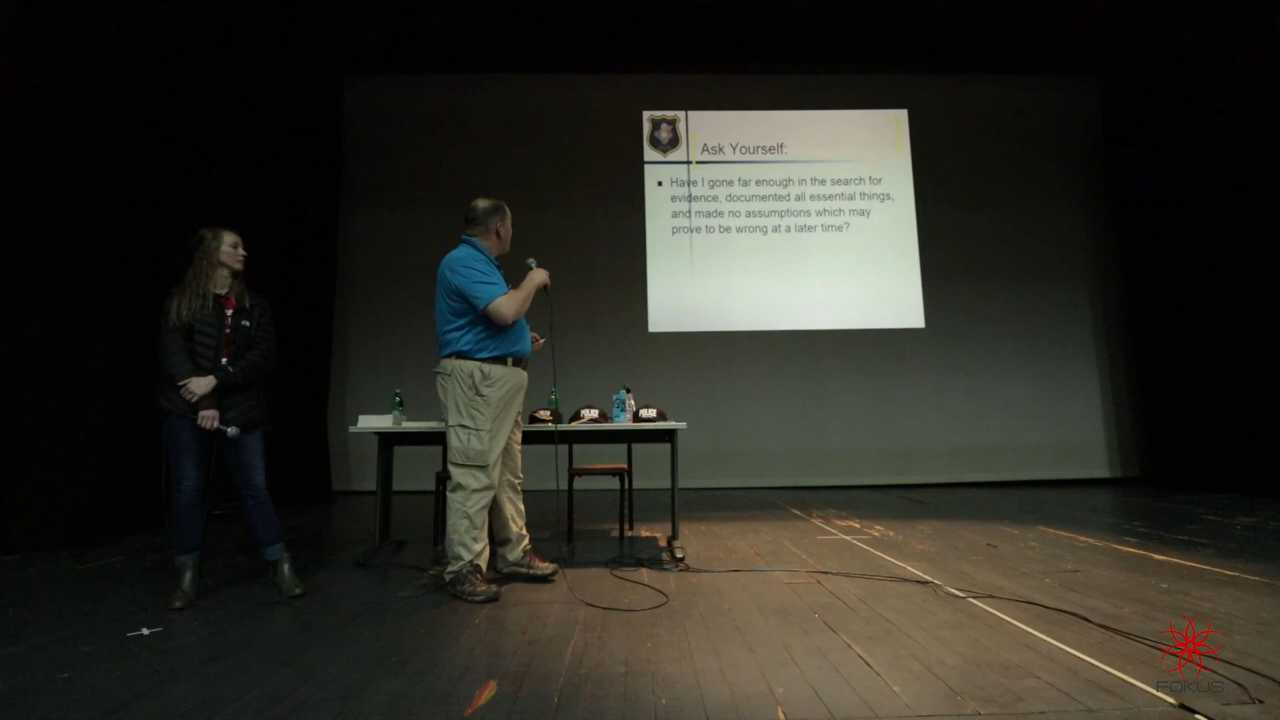 Ask Yourself:
▪ Have I gone far enough in the search for
evidence, documented all essential things,
and made no assumptions which may
prove to be wrong at a later time?
POLICE
POLICE
FOKUS